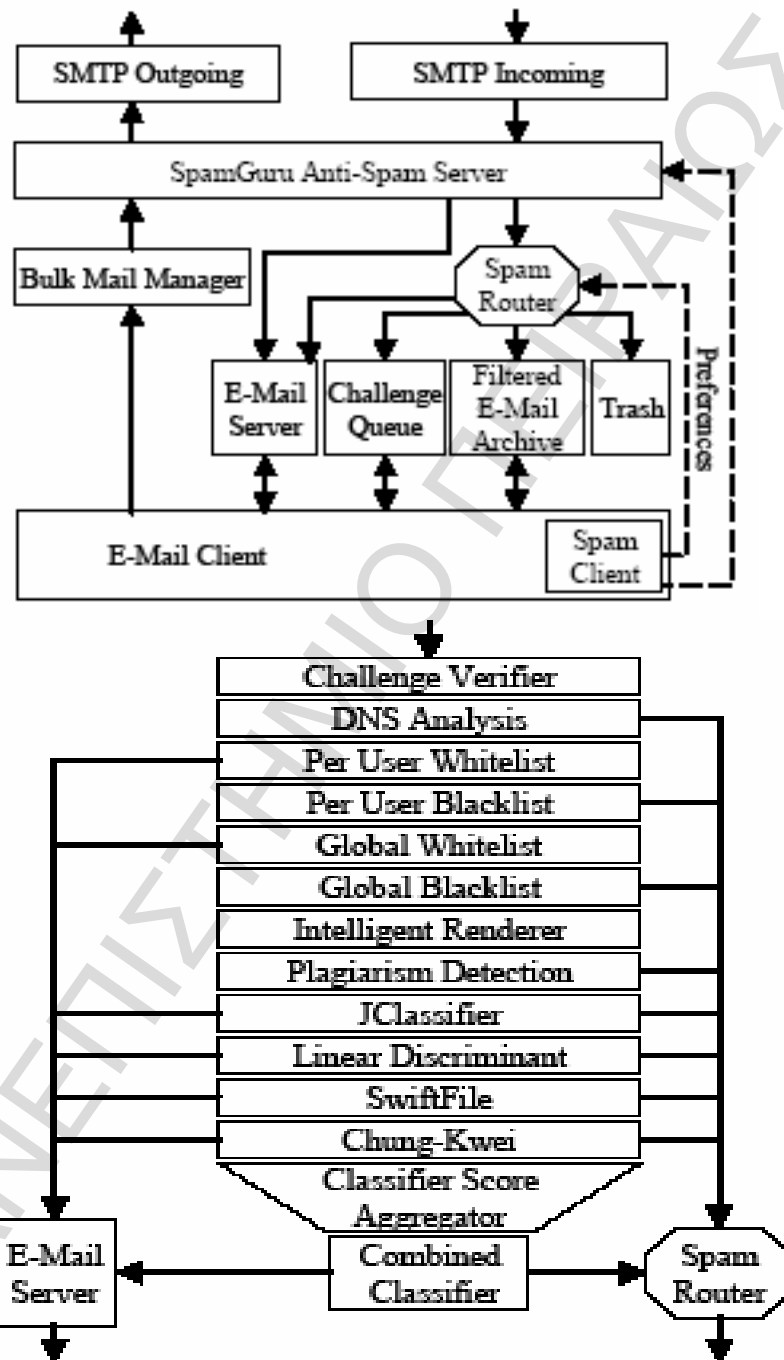 SMTP Outgoing
SMTP Incoming
SpamGuru Anti-Spam Server
Bulk Mail Manager
Spam
Router
E-Mail
Server
Challenge
Queue
Filtered
E-Mail
Archive
Trash
Preferences
E-Mail Client
Spam
Client
Challenge Verifier
DNS Analysis
Per User Whitelist
Per User Blacklist
Global Whitelist
Global Blacklist
Intelligent Renderer
Plagiarism Detection
JClassifier
Linear Discriminant
SwiftFile
Chung-Kwei
Classifier Score
Aggregator
E-Mail
Server
Combined
Classifier
Spam
Router
ΑΝΕΠΙΣΤΗΜΙΟ ΠΕΙΡΑΙΩΣ